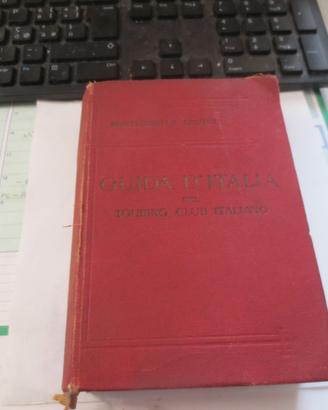 GUIDA D'ITALIA
DEL
TOURING CLUB ITALIANO